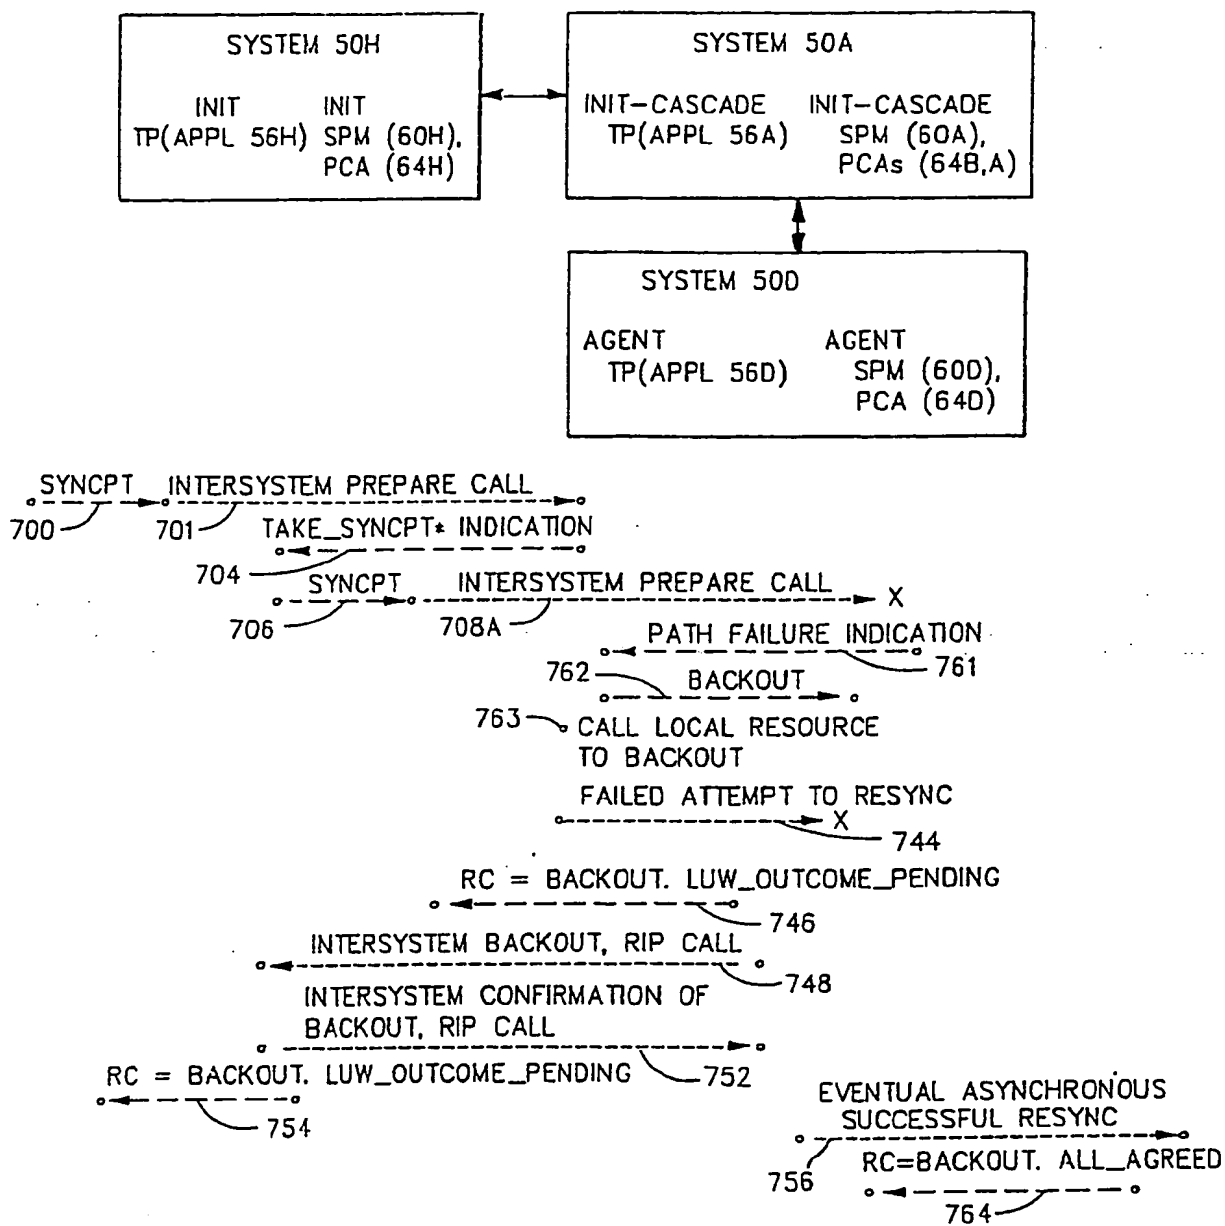 SYSTEM 50H
INIT INIT
TP(APPL 56H) SPM (60H),
PCA (64H)
SYSTEM 50A
INIT-CASCADE INIT-CASCADE
TP(APPL 56A) SPM (60A),
PCAs (64B,A)
SYSTEM 50D
AGENT AGENT
TP(APPL 56D) SPM (60D),
PCA (64D)
SYNCPT INTERSYSTEM PREPARE CALL
700 701
TAKE_SYNCPT* INDICATION
704
SYNCPT INTERSYSTEM PREPARE CALL
X
706 708A
PATH FAILURE INDICATION
762 761
BACKOUT
763 CALL LOCAL RESOURCE
TO BACKOUT
FAILED ATTEMPT TO RESYNC
X
744
RC = BACKOUT. LUW_OUTCOME_PENDING
746
INTERSYSTEM BACKOUT, RIP CALL
748
INTERSYSTEM CONFIRMATION OF
BACKOUT, RIP CALL
752
RC = BACKOUT. LUW_OUTCOME_PENDING
754
EVENTUAL ASYNCHRONOUS
SUCCESSFUL RESYNC
756
RC=BACKOUT. ALL_AGREED
764